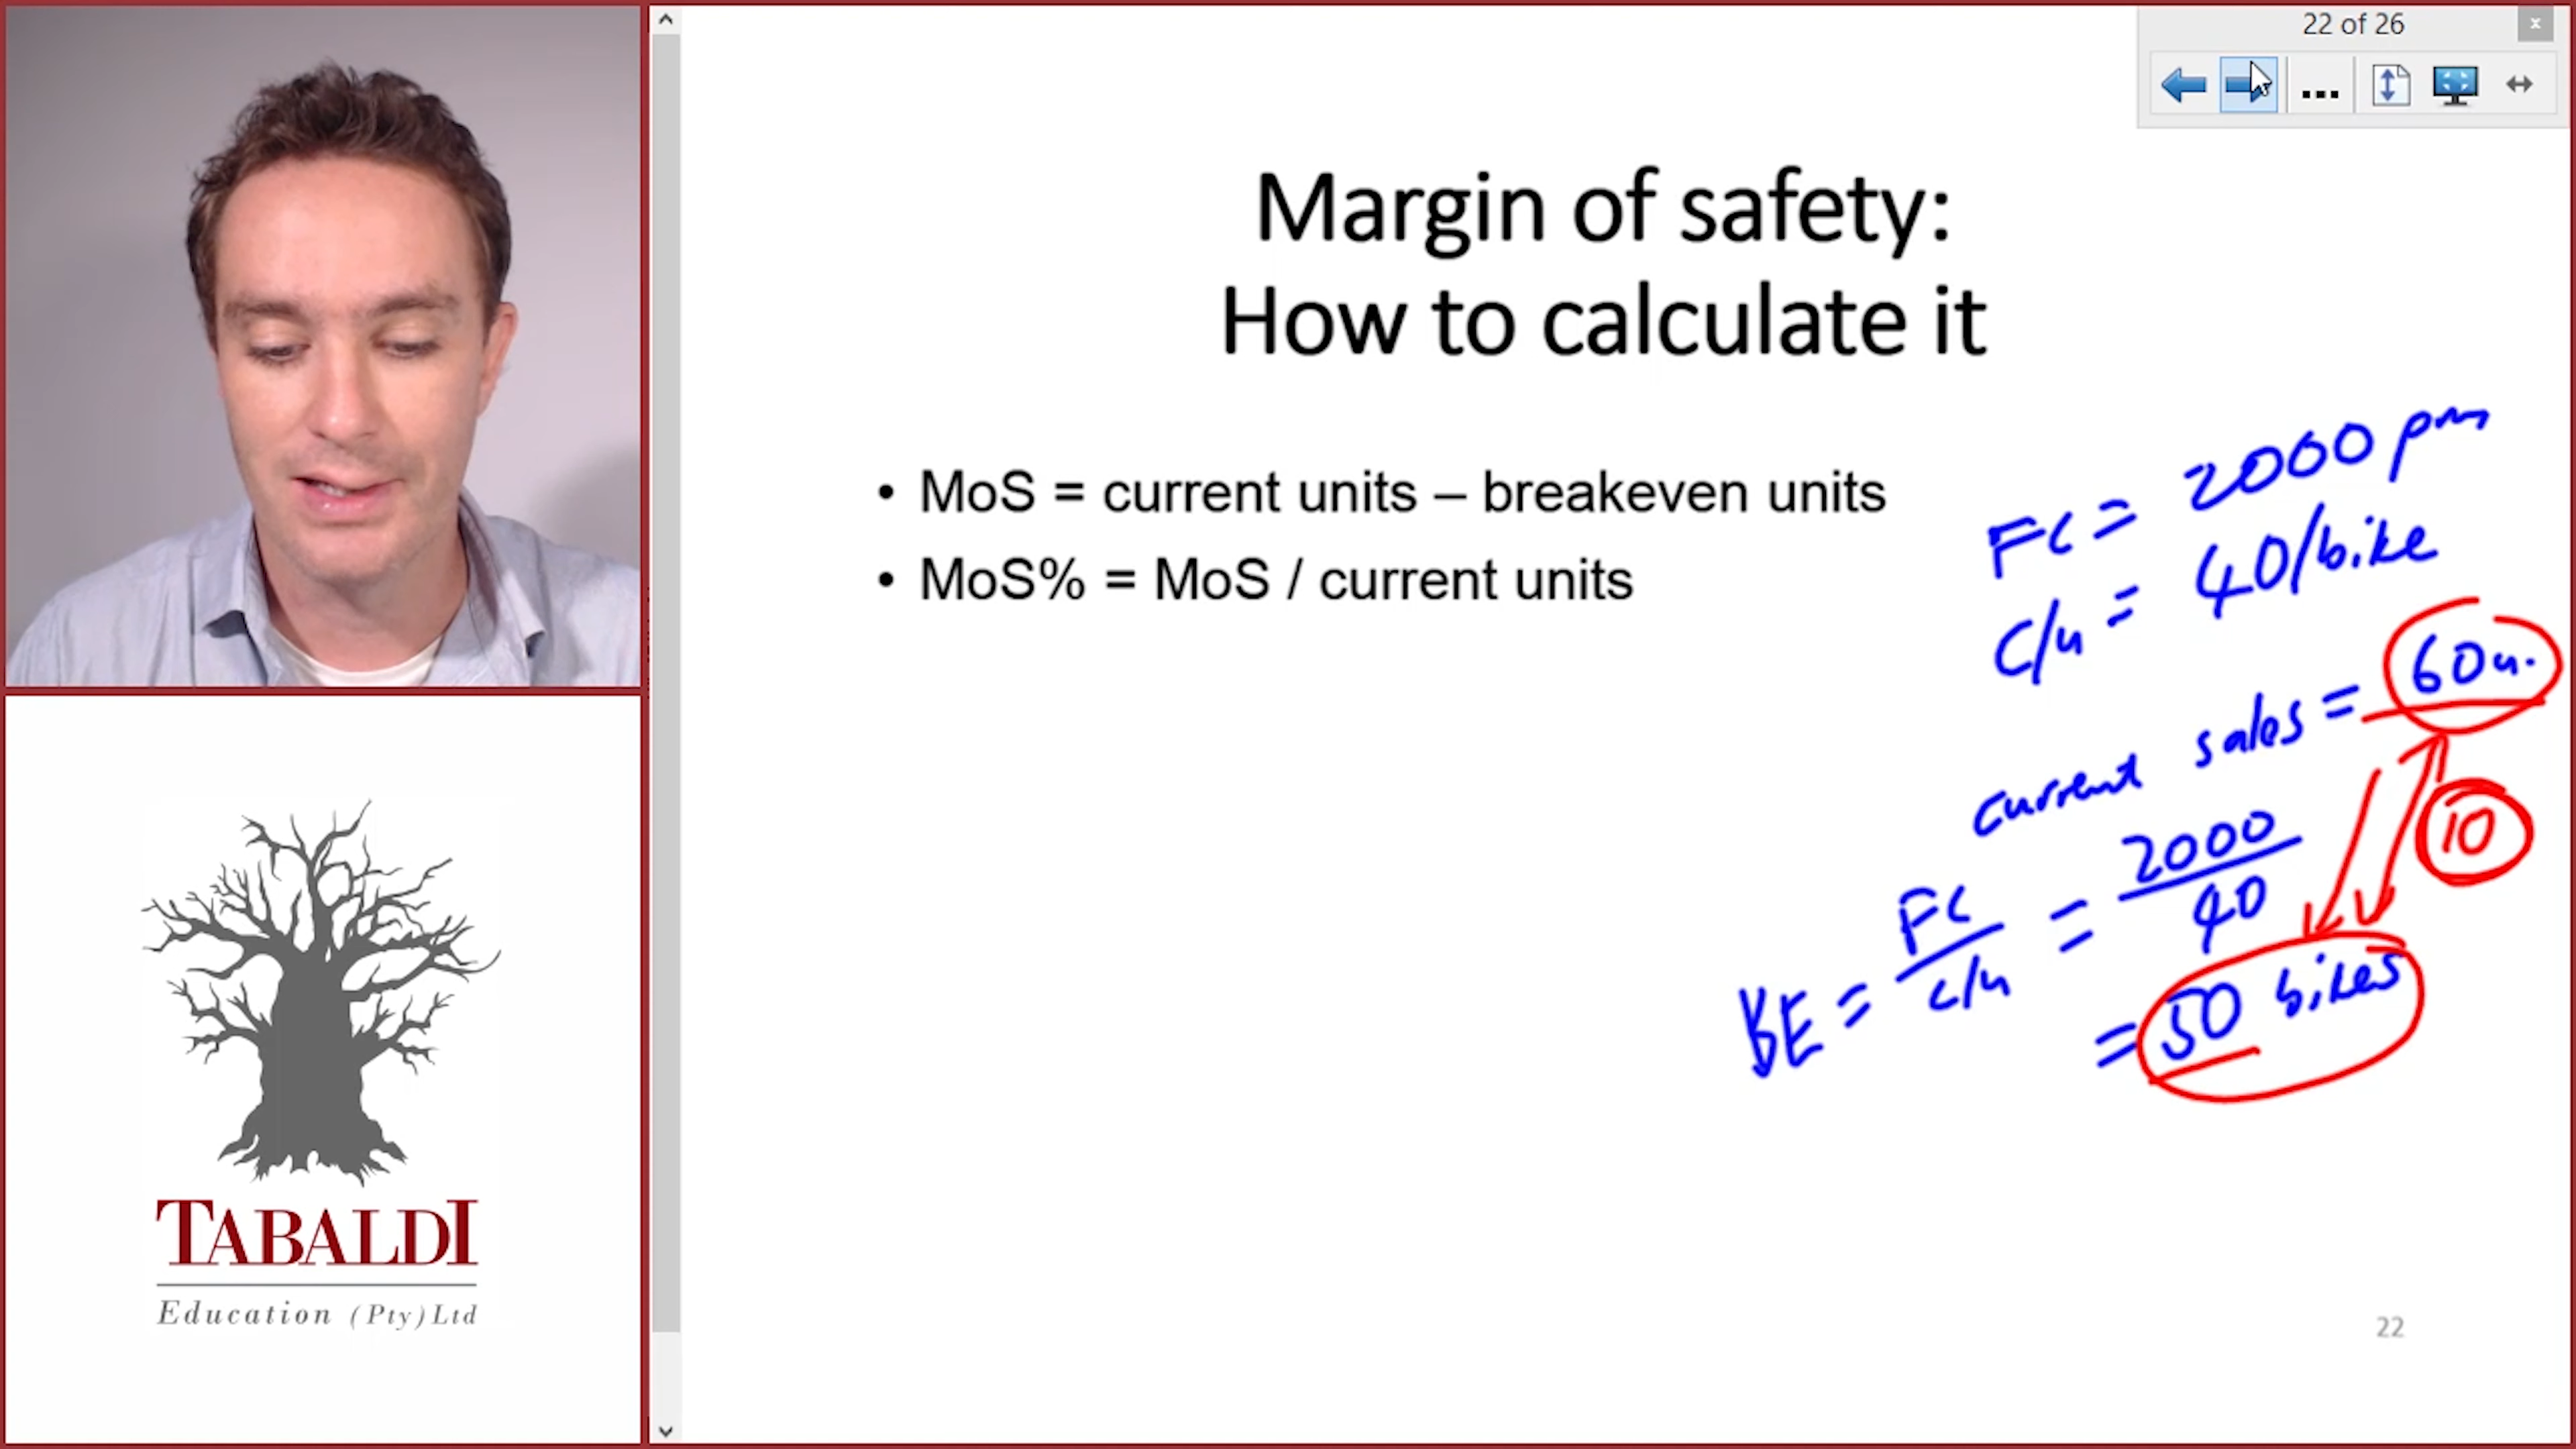 22 of 26
Margin of safety:
How to calculate it
• MoS = current units – breakeven units
• MoS% = MoS / current units
FC = 2000 pm
C/u = 40/bike
current sales = 60u.
10
BE = FC / c/u = 2000 / 40
= 50 bikes
TABALDI
Education (Pty) Ltd
22